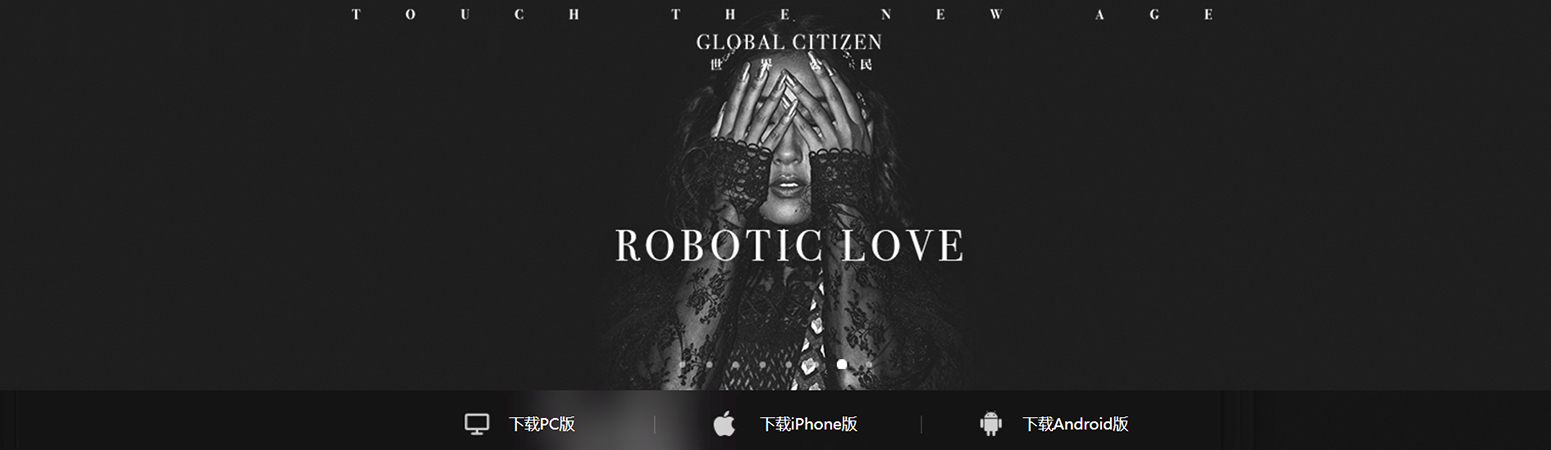 TOUCH THE NEW AGE
GLOBAL CITIZEN
世界公民
ROBOTIC LOVE
下载PC版
下载iPhone版
下载Android版